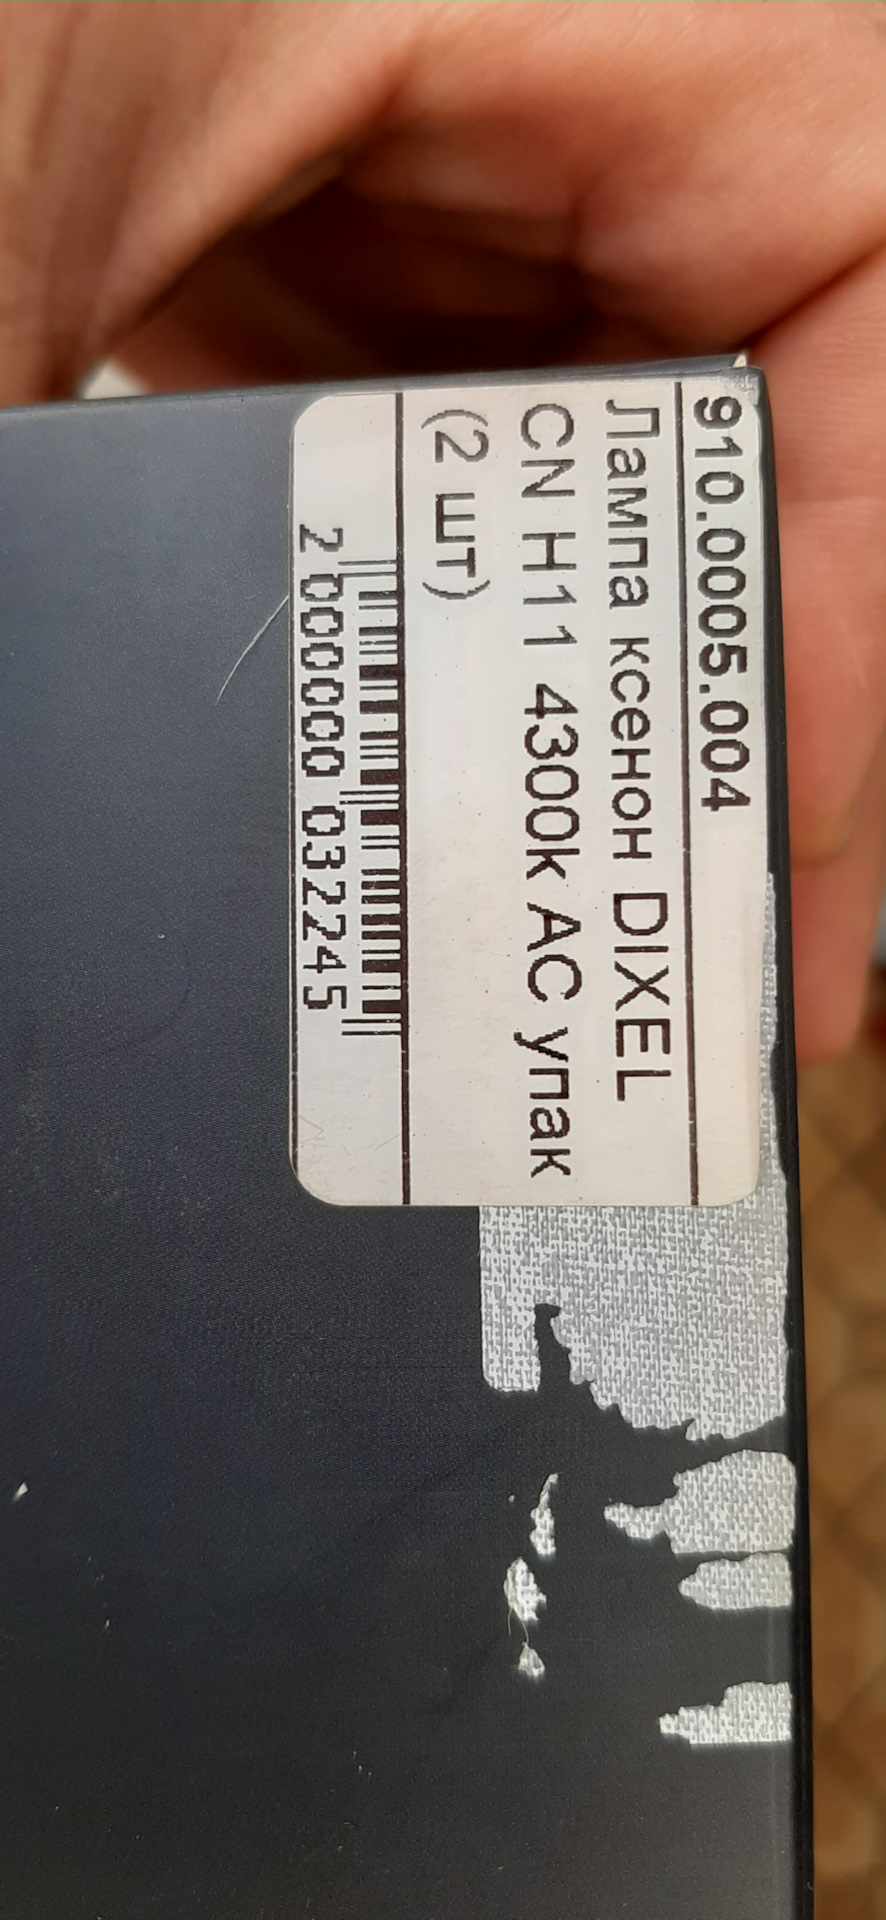 910.0005.004
Лампа ксенон DIXEL
CN H11 4300k AC упак
(2 шт)
2 000000 032245